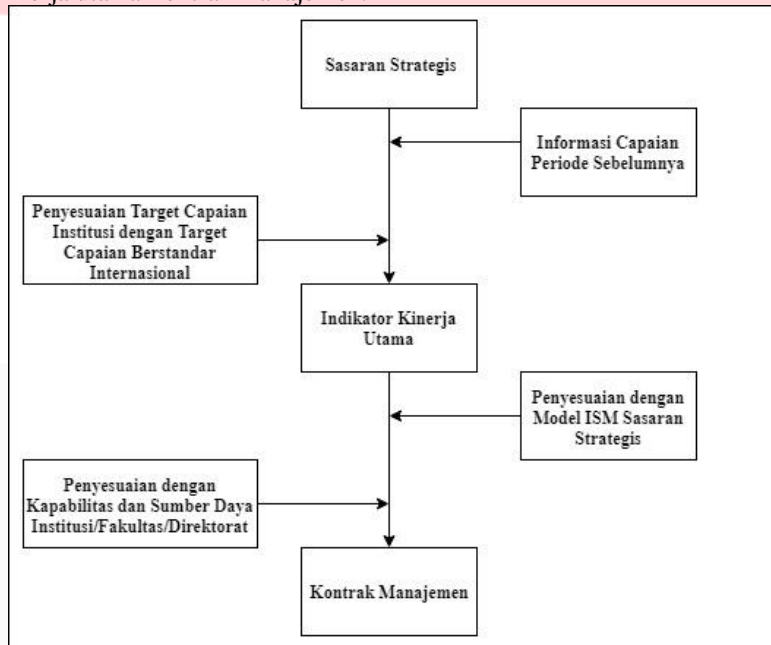 Sasaran Strategis
Informasi Capaian
Periode Sebelumnya
Penyesuaian Target Capaian
Institusi dengan Target
Capaian Berstandar
Internasional
Indikator Kinerja
Utama
Penyesuaian dengan
Model ISM Sasaran
Strategis
Penyesuaian dengan
Kapabilitas dan Sumber Daya
Institusi/Fakultas/Direktorat
Kontrak Manajemen